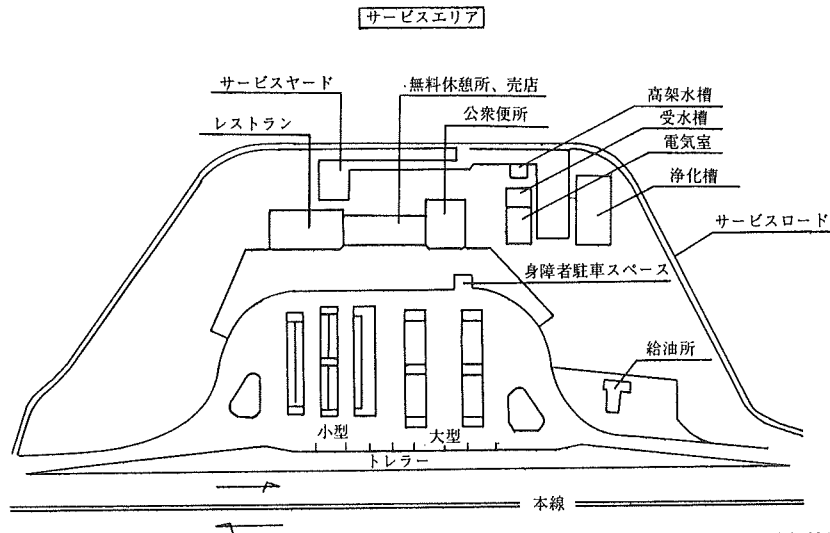 サービスエリア
サービスヤード
無料休憩所、売店
高架水槽
レストラン
公衆便所
受水槽
電気室
浄化槽
サービスロード
身障者駐車スペース
給油所
小型
大型
トレラー
本線